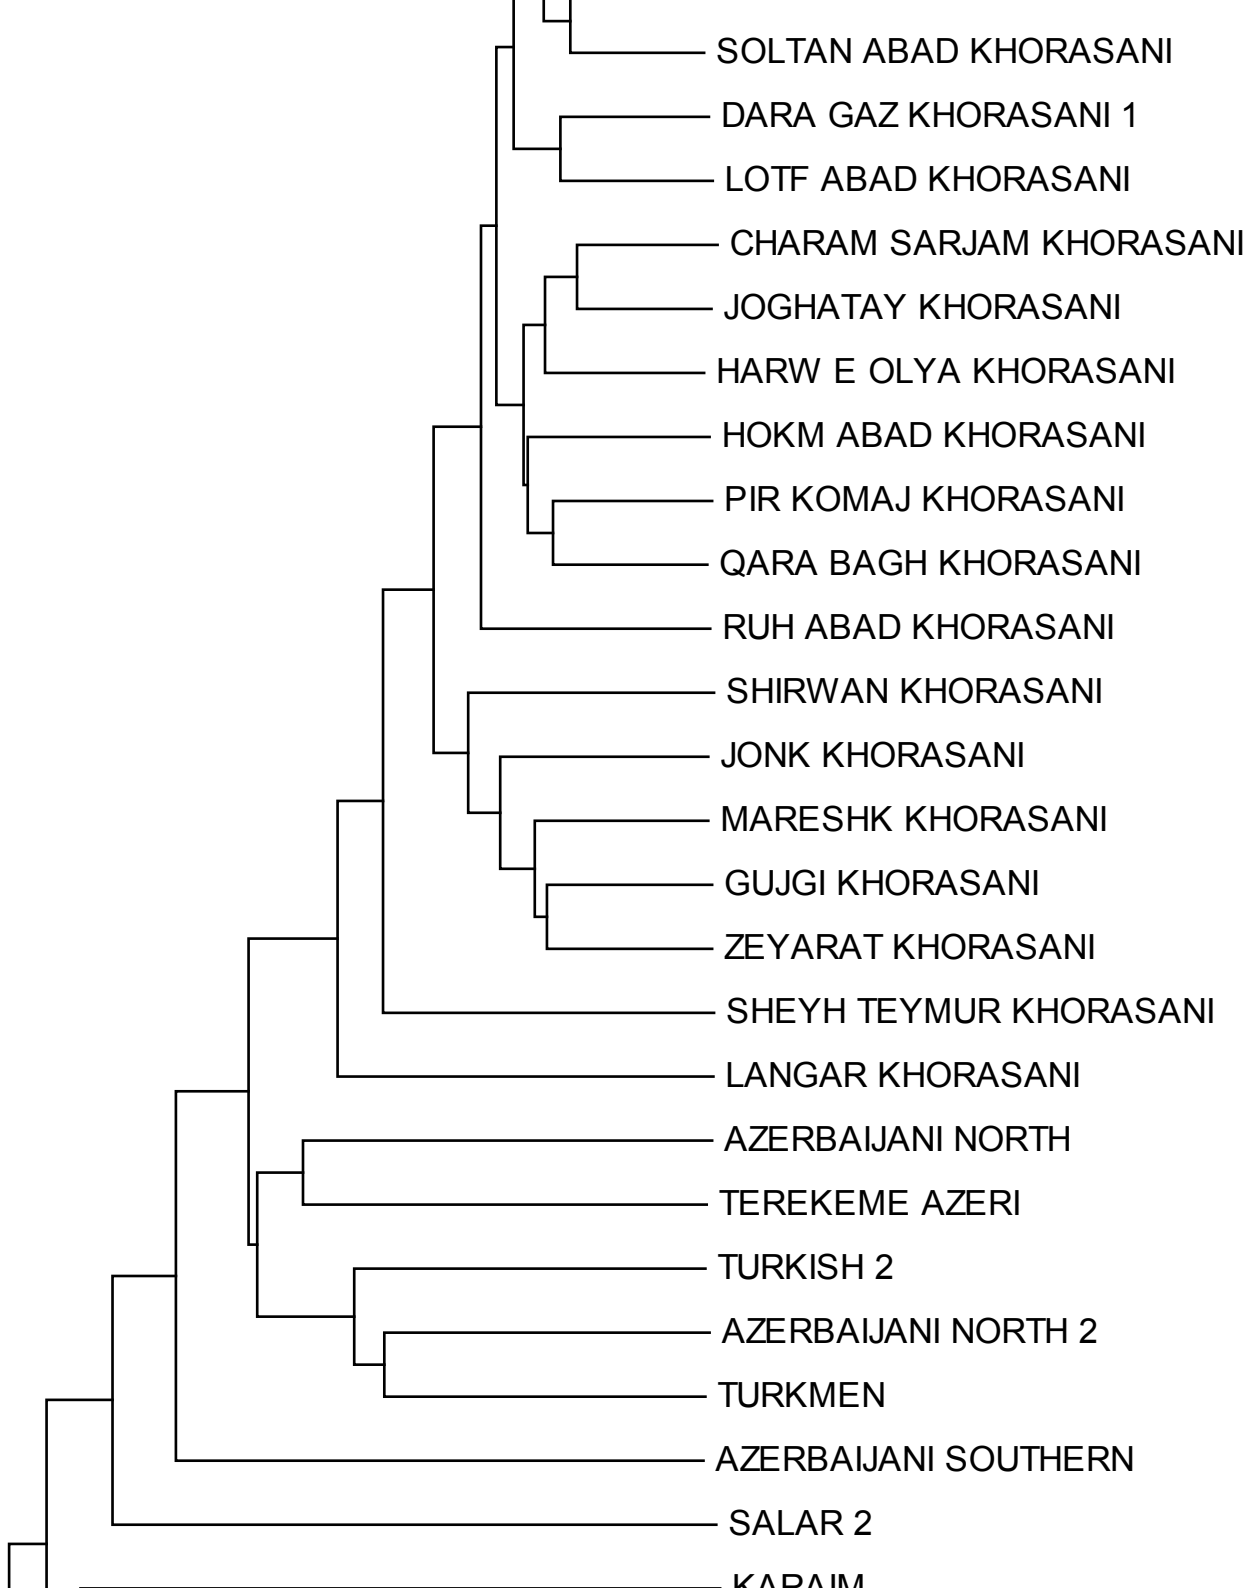 SOLTAN ABAD KHORASANI
DARA GAZ KHORASANI 1
LOTF ABAD KHORASANI
CHARAM SARJAM KHORASANI
JOGHATAY KHORASANI
HARW E OLYA KHORASANI
HOKM ABAD KHORASANI
PIR KOMAJ KHORASANI
QARA BAGH KHORASANI
RUH ABAD KHORASANI
SHIRWAN KHORASANI
JONK KHORASANI
MARESHK KHORASANI
GUJGI KHORASANI
ZEYARAT KHORASANI
SHEYH TEYMUR KHORASANI
LANGAR KHORASANI
AZERBAIJANI NORTH
TEREKEME AZERI
TURKISH 2
AZERBAIJANI NORTH 2
TURKMEN
AZERBAIJANI SOUTHERN
SALAR 2
KARAIM